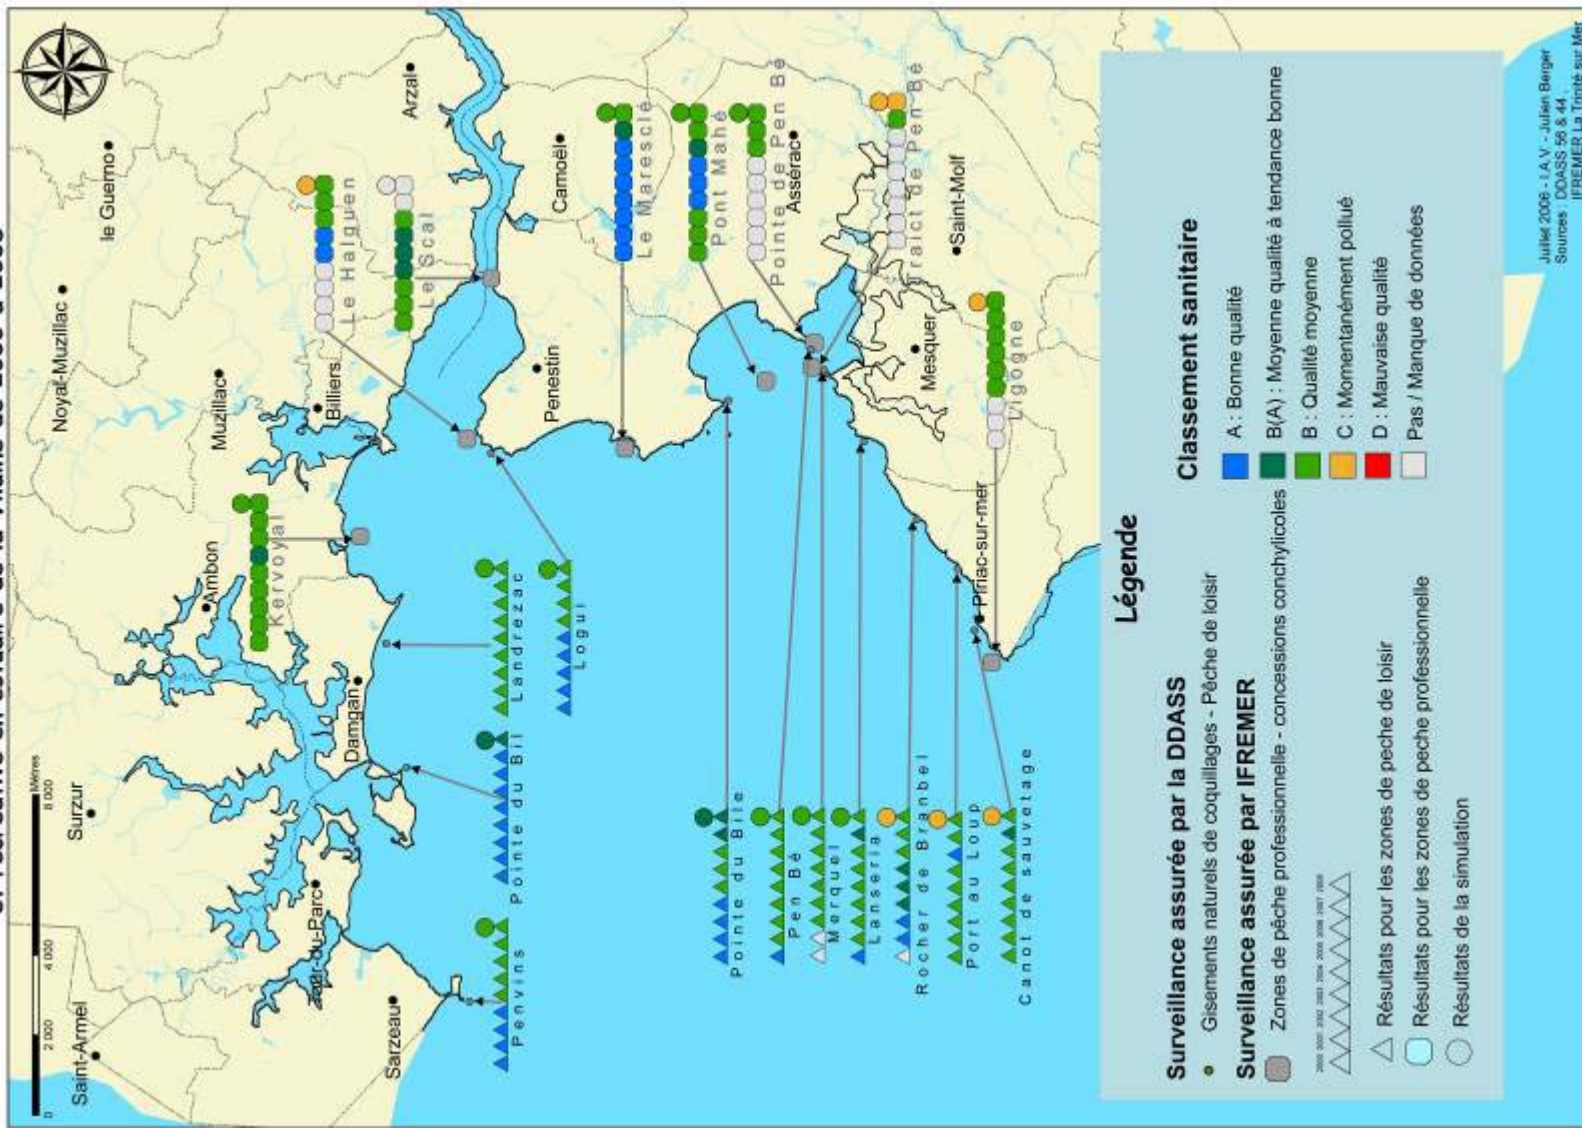 Mètres
0
2 000
4 000
8 000
Saint-Armel
Surzur
Noyal-Muzillac
le Guerno
Muzillac
Ambon
Billiers
Arzal
Damgan
Sarzeau
Kervoyal
Le Halguen
Le Scal
Camoël
Penestin
Le Maresclé
Pont Mahé
Pointe de Pen Bé
Assérac
Traict de Pen Bé
Saint-Molf
Mesquer
Ligogne
Piriac-sur-mer
Penvins
Pointe du Bil
Landrezac
Logui
Pointe du Bile
Pen Bé
Merquel
Lanseria
Rocher de Branbel
Port au Loup
Canot de sauvetage
Légende
Surveillance assurée par la DDASS
Gisements naturels de coquillages - Pêche de loisir
Surveillance assurée par IFREMER
Zones de pêche professionnelle - concessions conchylicoles
Résultats pour les zones de peche de loisir
Résultats pour les zones de peche professionnelle
Résultats de la simulation
Classement sanitaire
A : Bonne qualité
B(A) : Moyenne qualité à tendance bonne
B : Qualité moyenne
C : Momentanément pollué
D : Mauvaise qualité
Pas / Manque de données
Juillet 2006 - I.A.V - Julien Berger
Sources : DDASS 56 & 44 ,
IFREMER La Trinité sur Mer